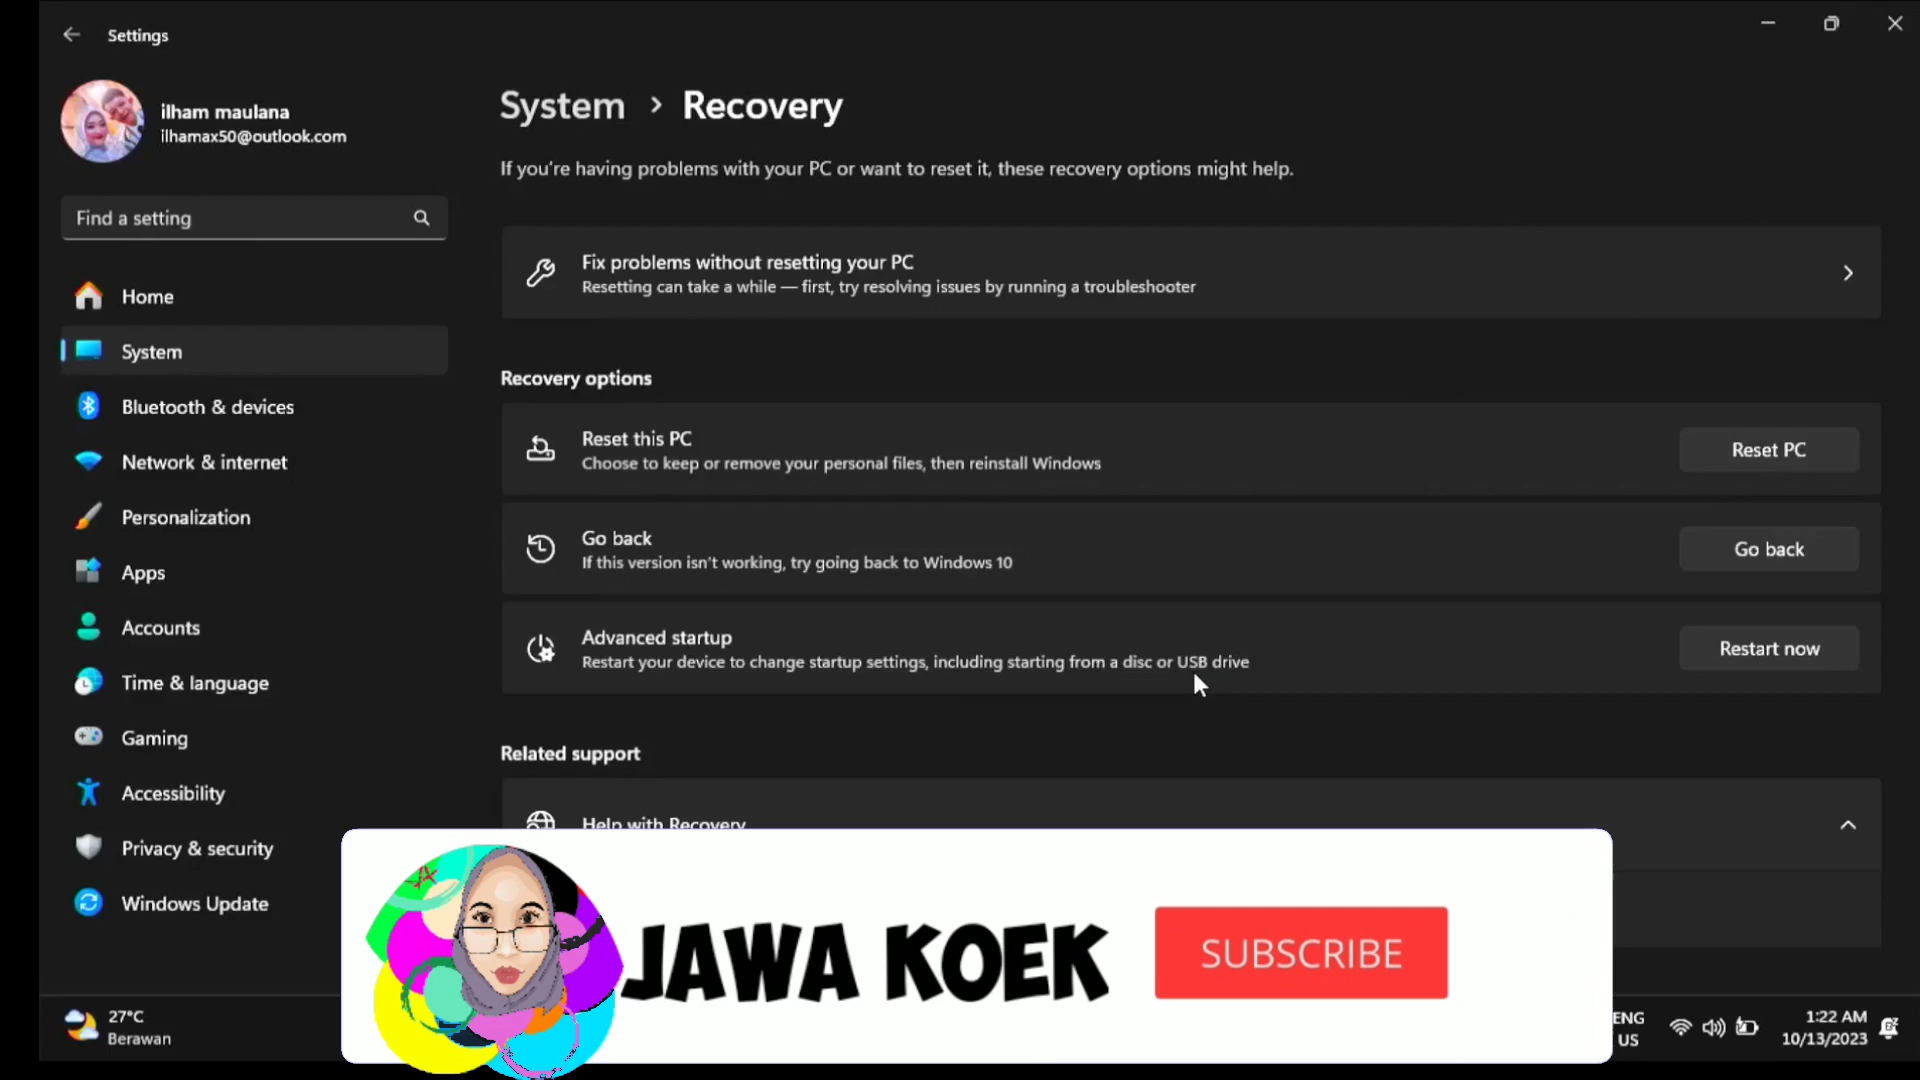 Settings
ilham maulana
ilhamax50@outlook.com
Find a setting
Home
System
Bluetooth & devices
Network & internet
Personalization
Apps
Accounts
Time & language
Gaming
Accessibility
Privacy & security
Windows Update
System > Recovery
If you're having problems with your PC or want to reset it, these recovery options might help.
Fix problems without resetting your PC
Resetting can take a while — first, try resolving issues by running a troubleshooter
Recovery options
Reset this PC
Choose to keep or remove your personal files, then reinstall Windows
Reset PC
Go back
If this version isn't working, try going back to Windows 10
Go back
Advanced startup
Restart your device to change startup settings, including starting from a disc or USB drive
Restart now
Related support
Help with Recovery
JAWA KOEK
SUBSCRIBE
27°C
Berawan
ENG
US
1:22 AM
10/13/2023